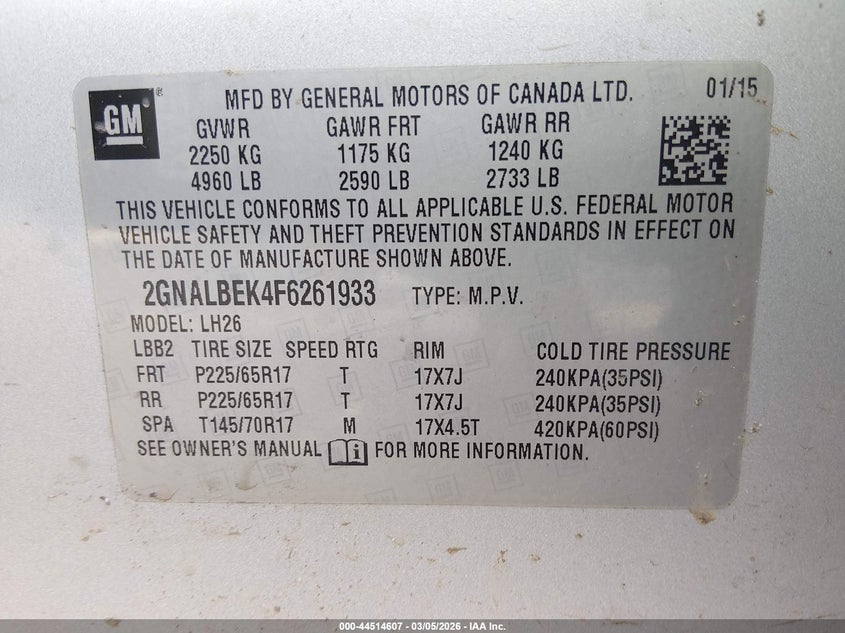 GM®
MFD BY GENERAL MOTORS OF CANADA LTD. 01/15
GVWR GAWR FRT GAWR RR
2250 KG 1175 KG 1240 KG
4960 LB 2590 LB 2733 LB
THIS VEHICLE CONFORMS TO ALL APPLICABLE U.S. FEDERAL MOTOR
VEHICLE SAFETY AND THEFT PREVENTION STANDARDS IN EFFECT ON
THE DATE OF MANUFACTURE SHOWN ABOVE.
2GNALBEK4F6261933 TYPE: M.P.V.
MODEL: LH26
LBB2 TIRE SIZE SPEED RTG RIM COLD TIRE PRESSURE
FRT P225/65R17 T 17X7J 240KPA(35PSI)
RR P225/65R17 T 17X7J 240KPA(35PSI)
SPA T145/70R17 M 17X4.5T 420KPA(60PSI)
SEE OWNER'S MANUAL i FOR MORE INFORMATION.
000-44514607 - 03/05/2026 - IAA Inc.